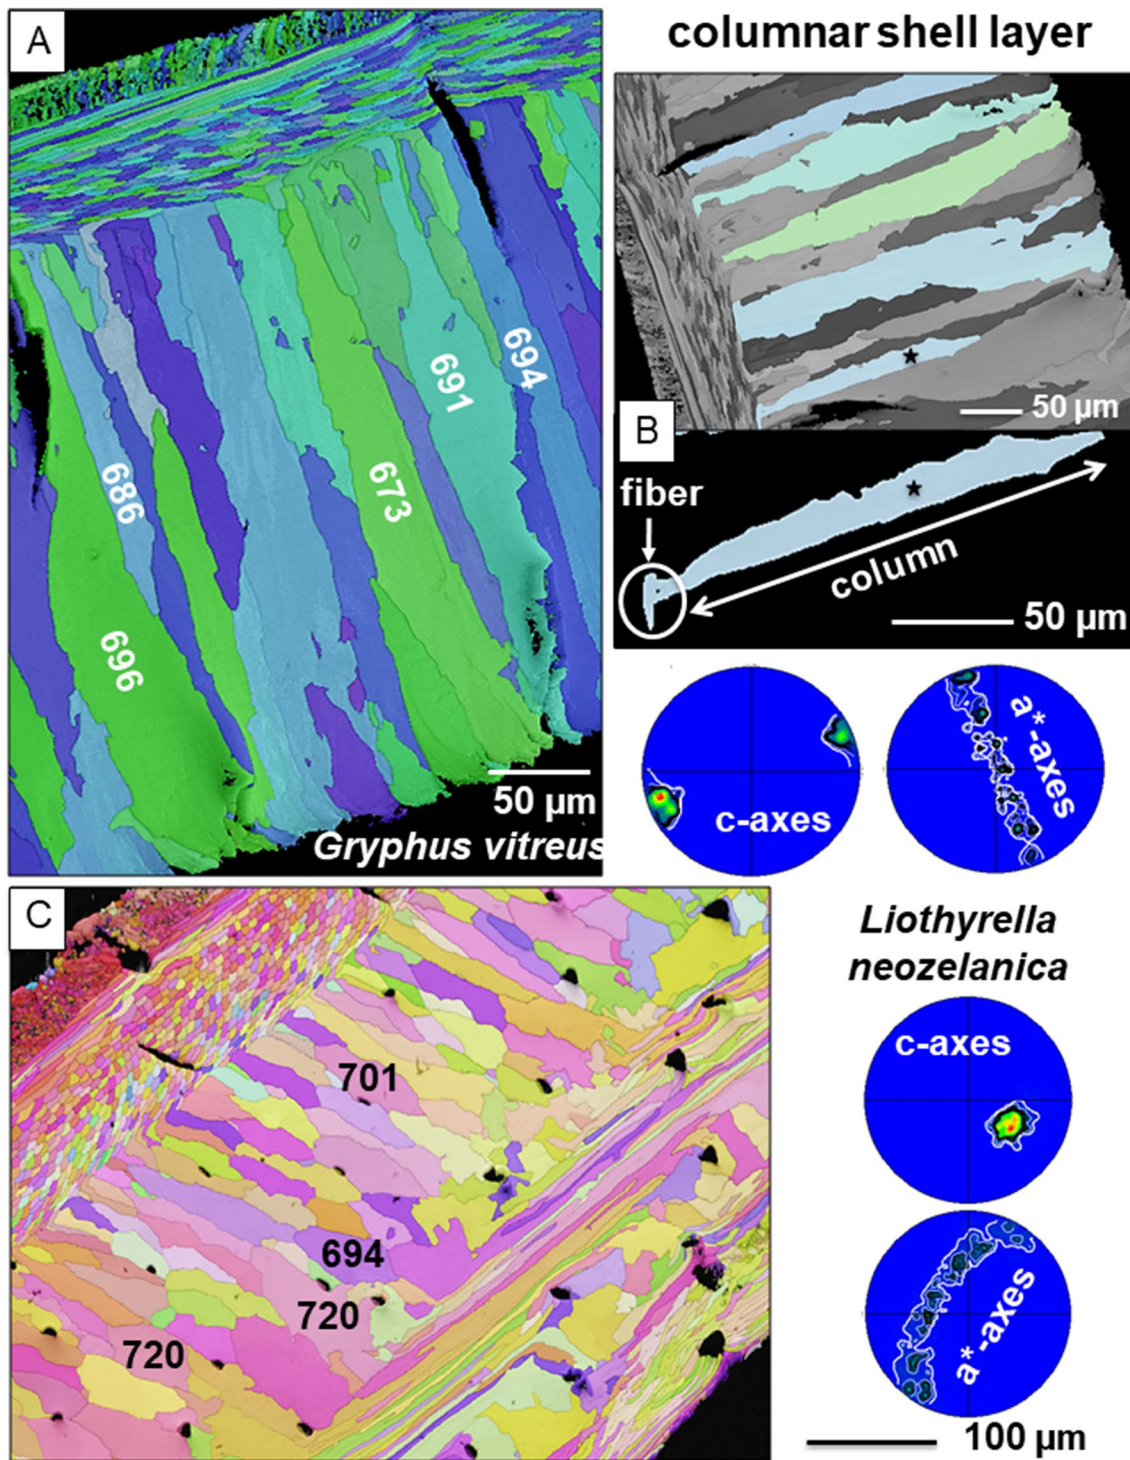 A
columnar shell layer
694
691
686
673
696
50 µm
Gryphus vitreus
50 µm
B
fiber
column
50 µm
c-axes
a*-axes
C
701
694
720
720
Liothyrella
neozelanica
c-axes
a*-axes
100 µm